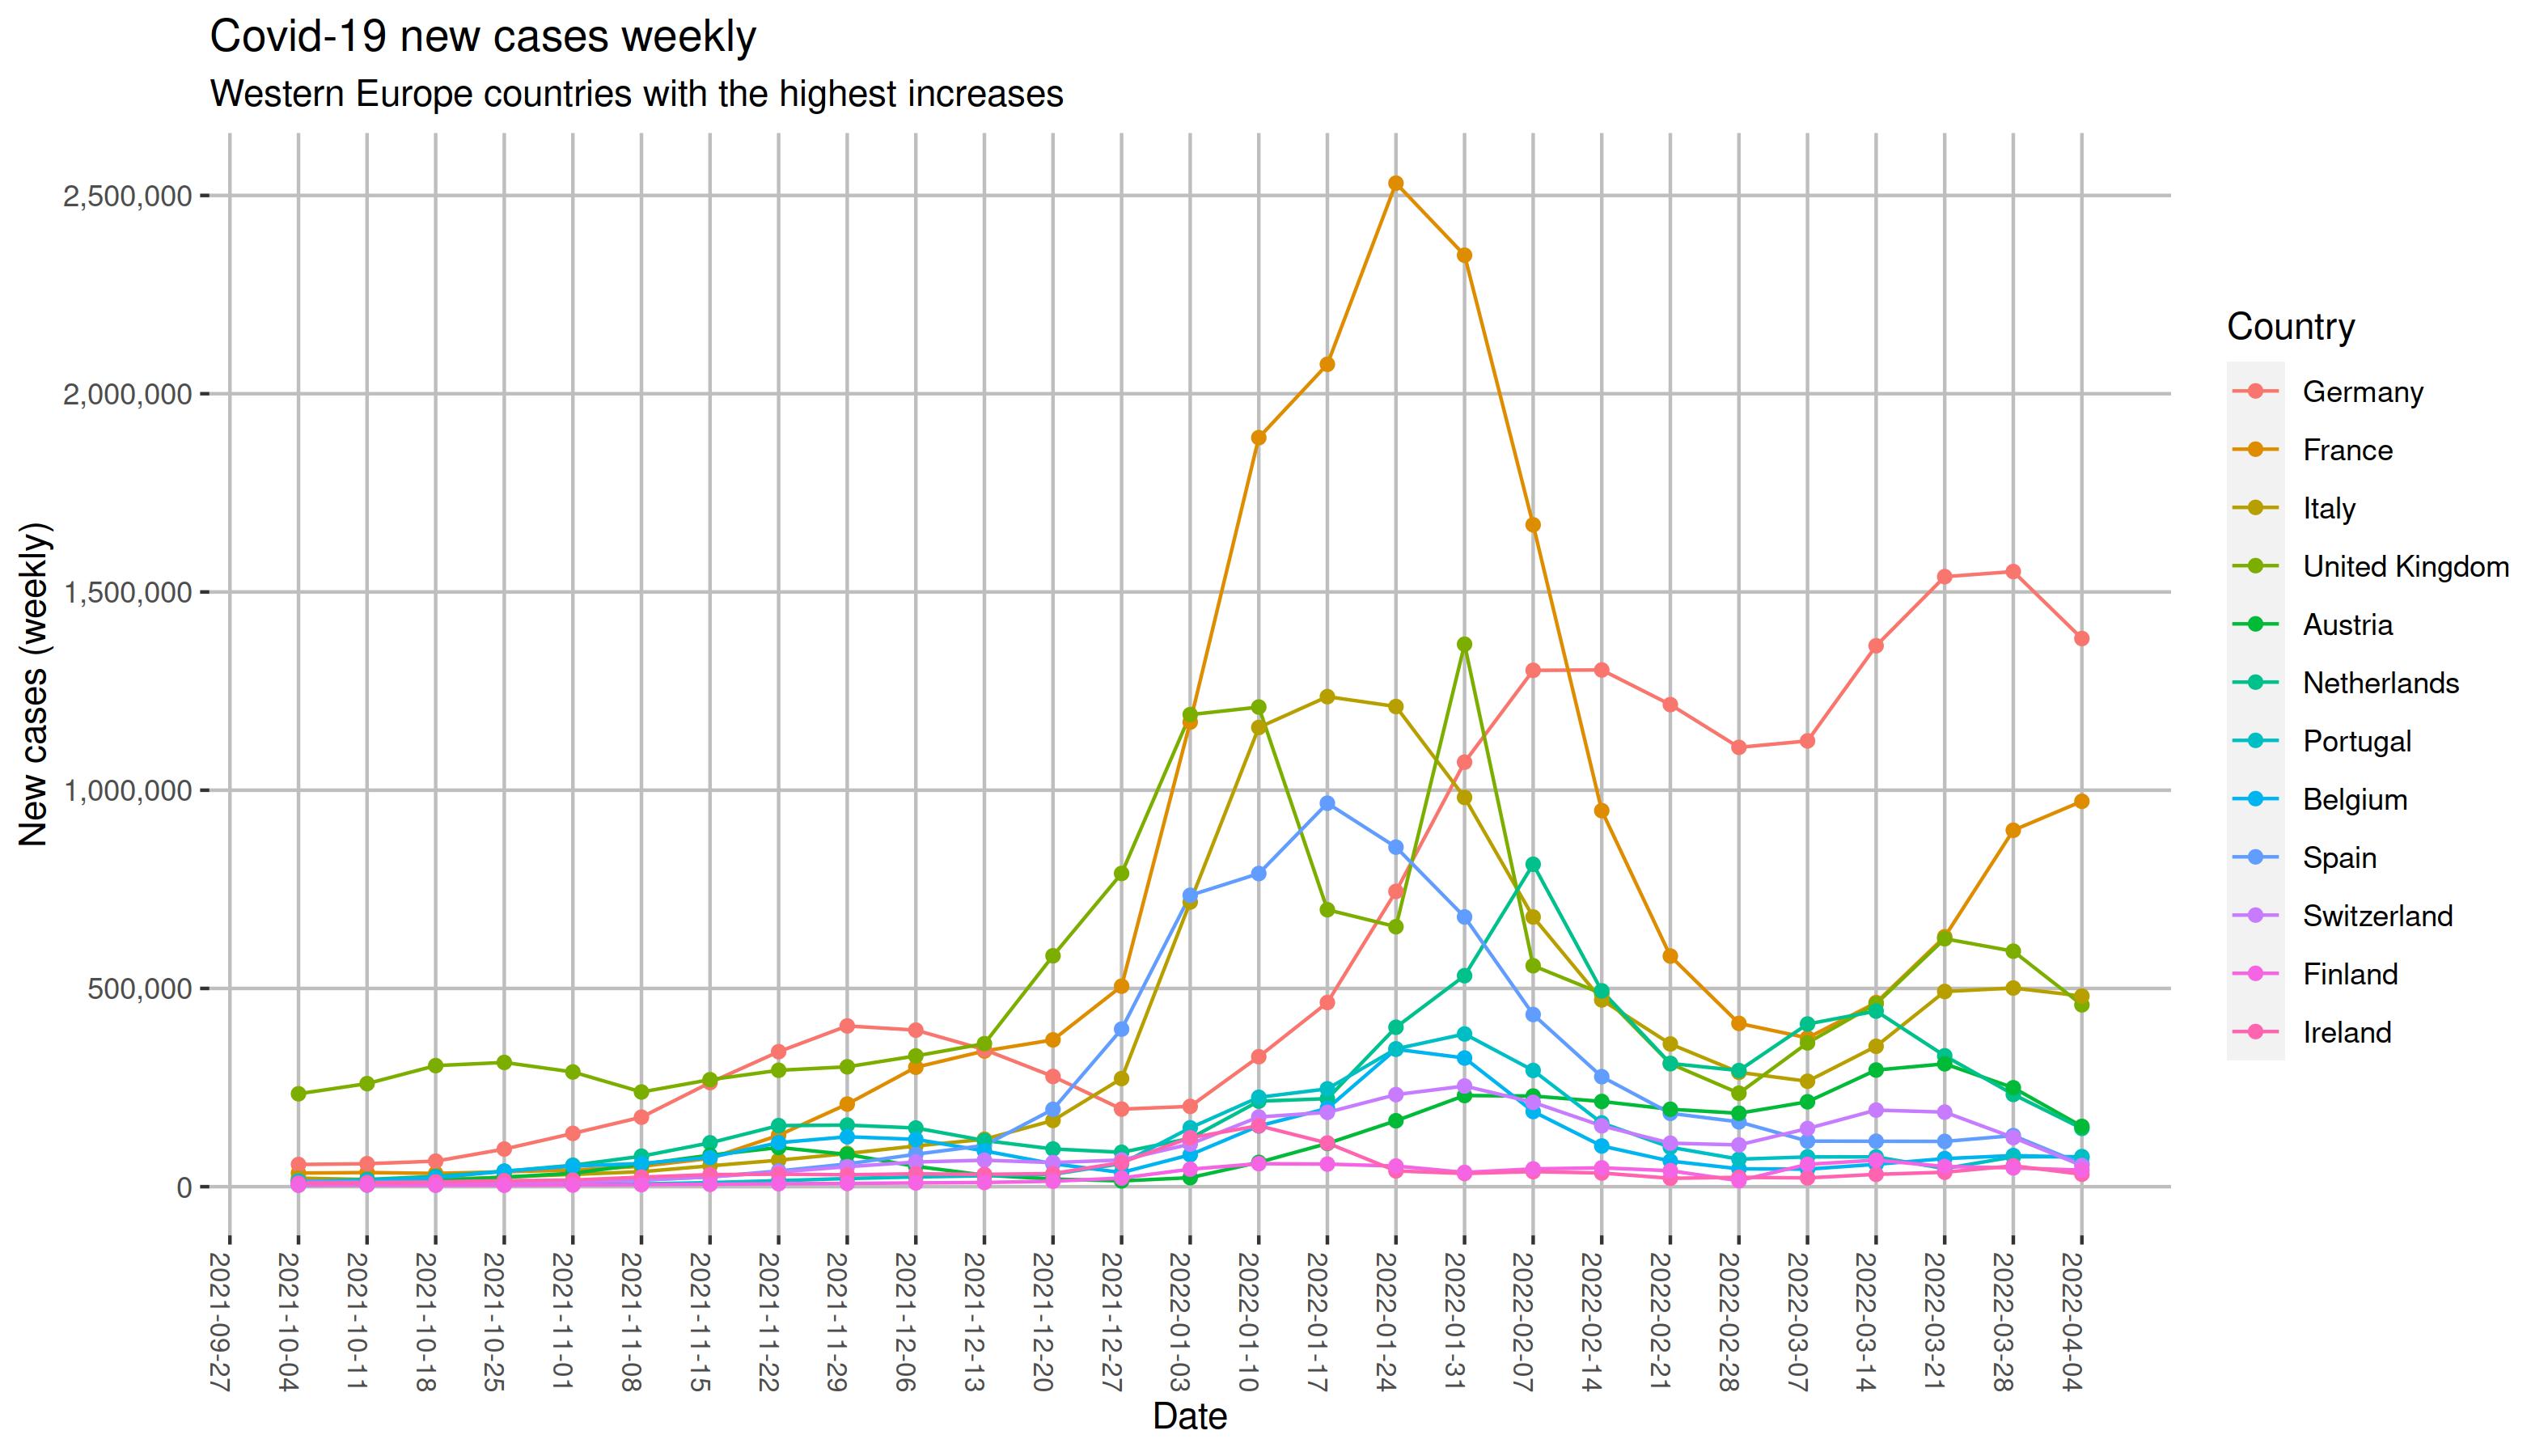 Covid-19 new cases weekly
Western Europe countries with the highest increases
New cases (weekly)
2,500,000
2,000,000
1,500,000
1,000,000
500,000
0
2021-09-27
2021-10-04
2021-10-11
2021-10-18
2021-10-25
2021-11-01
2021-11-08
2021-11-15
2021-11-22
2021-11-29
2021-12-06
2021-12-13
2021-12-20
2021-12-27
2022-01-03
2022-01-10
2022-01-17
2022-01-24
2022-01-31
2022-02-07
2022-02-14
2022-02-21
2022-02-28
2022-03-07
2022-03-14
2022-03-21
2022-03-28
2022-04-04
Date
Country
Germany
France
Italy
United Kingdom
Austria
Netherlands
Portugal
Belgium
Spain
Switzerland
Finland
Ireland